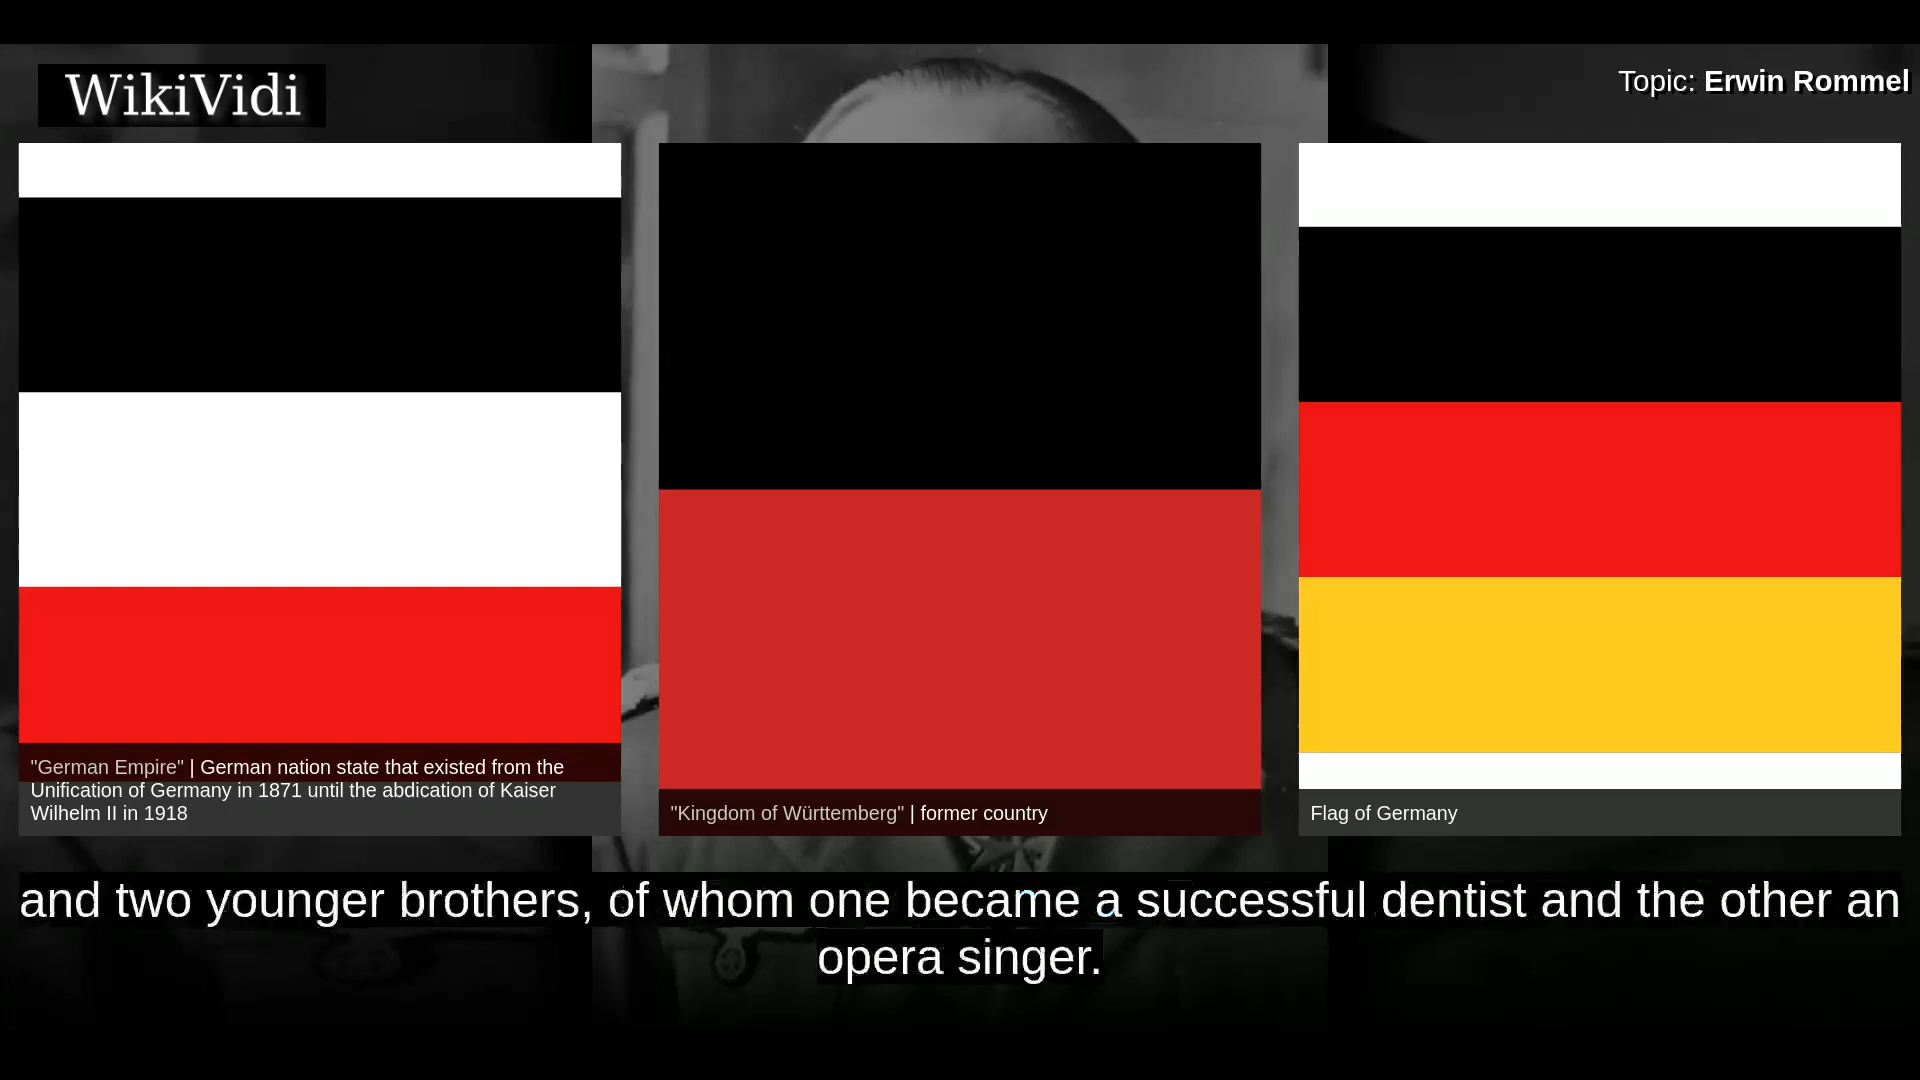 WikiVidi
Topic: Erwin Rommel
"German Empire" | German nation state that existed from the
Unification of Germany in 1871 until the abdication of Kaiser
Wilhelm II in 1918
"Kingdom of Württemberg" | former country
Flag of Germany
and two younger brothers, of whom one became a successful dentist and the other an
opera singer.